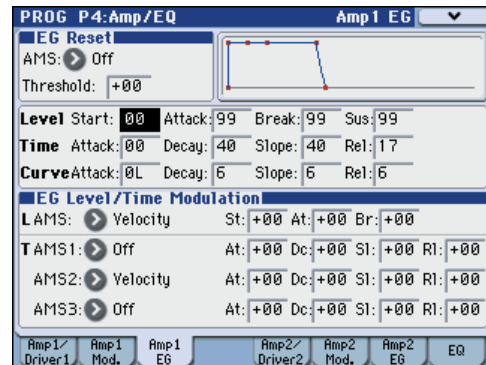 PROG P4:Amp/EQ Amp1 EG
EG Reset
AMS: Off
Threshold: +00
Level Start: 00 Attack: 99 Break: 99 Sus: 99
Time Attack: 00 Decay: 40 Slope: 40 Rel: 17
Curve Attack: 0L Decay: 6 Slope: 6 Rel: 6
EG Level/Time Modulation
L AMS: Velocity St: +00 At: +00 Br: +00
T AMS1: Off At: +00 Dc: +00 Sl: +00 Rl: +00
AMS2: Velocity At: +00 Dc: +00 Sl: +00 Rl: +00
AMS3: Off At: +00 Dc: +00 Sl: +00 Rl: +00
Amp1/ Amp1 Amp1 Amp2/ Amp2 Amp2 EQ
Driver1 Mod. EG Driver2 Mod. EG